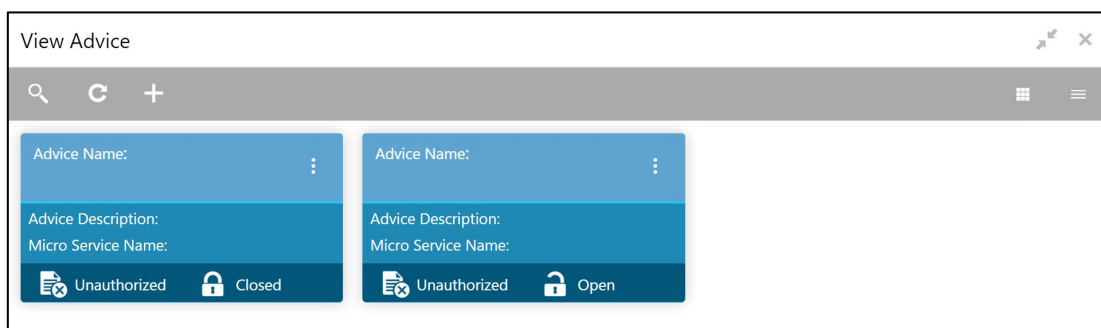 View Advice
Advice Name:
Advice Description:
Micro Service Name:
Unauthorized Closed
Advice Name:
Advice Description:
Micro Service Name:
Unauthorized Open